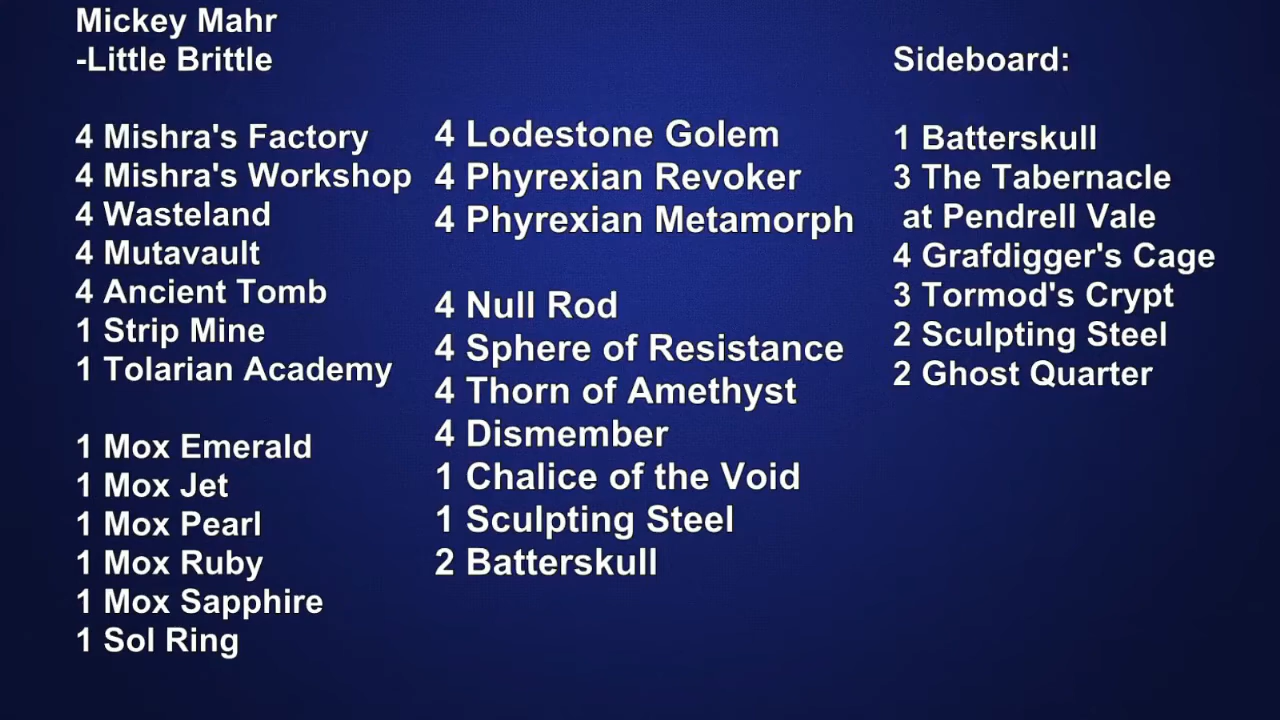 Mickey Mahr
-Little Brittle
4 Mishra's Factory
4 Mishra's Workshop
4 Wasteland
4 Mutavault
4 Ancient Tomb
1 Strip Mine
1 Tolarian Academy
1 Mox Emerald
1 Mox Jet
1 Mox Pearl
1 Mox Ruby
1 Mox Sapphire
1 Sol Ring
4 Lodestone Golem
4 Phyrexian Revoker
4 Phyrexian Metamorph
4 Null Rod
4 Sphere of Resistance
4 Thorn of Amethyst
4 Dismember
1 Chalice of the Void
1 Sculpting Steel
2 Batterskull
Sideboard:
1 Batterskull
3 The Tabernacle
at Pendrell Vale
4 Grafdigger's Cage
3 Tormod's Crypt
2 Sculpting Steel
2 Ghost Quarter